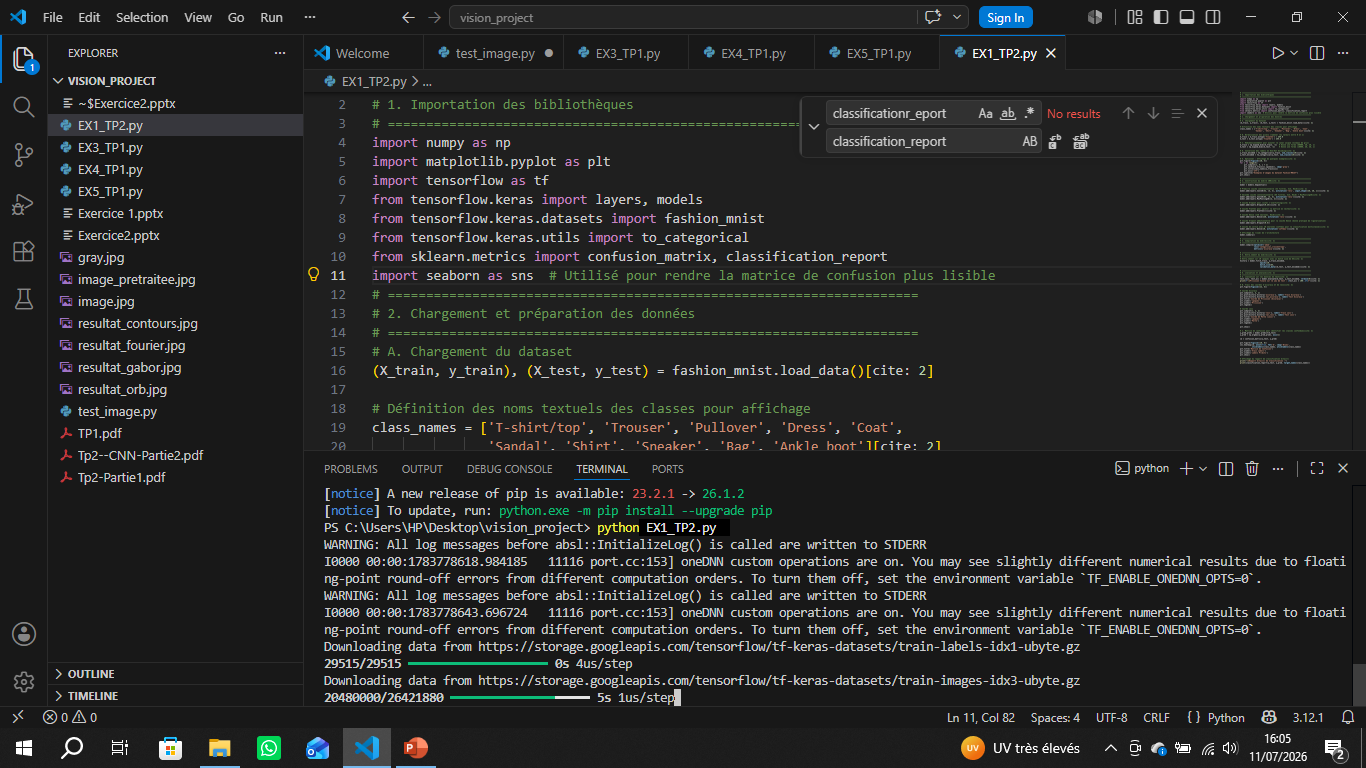 File Edit Selection View Go Run ··· vision_project Sign In
EXPLORER ···
VISION_PROJECT
~$Exercice2.pptx
EX1_TP2.py
EX3_TP1.py
EX4_TP1.py
EX5_TP1.py
Exercice 1.pptx
Exercice2.pptx
gray.jpg
image_pretraitee.jpg
image.jpg
resultat_contours.jpg
resultat_fourier.jpg
resultat_gabor.jpg
resultat_orb.jpg
test_image.py
TP1.pdf
Tp2--CNN-Partie2.pdf
Tp2-Partie1.pdf
OUTLINE
TIMELINE
1
Welcome test_image.py EX3_TP1.py EX4_TP1.py EX5_TP1.py EX1_TP2.py
EX1_TP2.py > ...
classificationr_eport Aa ab .* No results
classification_report AB
2 # 1. Importation des bibliothèques
3 # =====================================================================
4 import numpy as np
5 import matplotlib.pyplot as plt
6 import tensorflow as tf
7 from tensorflow.keras import layers, models
8 from tensorflow.keras.datasets import fashion_mnist
9 from tensorflow.keras.utils import to_categorical
10 from sklearn.metrics import confusion_matrix, classification_report
11 import seaborn as sns  # Utilisé pour rendre la matrice de confusion plus lisible
12 # =====================================================================
13 # 2. Chargement et préparation des données
14 # =====================================================================
15 # A. Chargement du dataset
16 (X_train, y_train), (X_test, y_test) = fashion_mnist.load_data()[cite: 2]
17
18 # Définition des noms textuels des classes pour affichage
19 class_names = ['T-shirt/top', 'Trouser', 'Pullover', 'Dress', 'Coat',
20 'Sandal', 'Shirt', 'Sneaker', 'Bag', 'Ankle boot'][cite: 2]
PROBLEMS OUTPUT DEBUG CONSOLE TERMINAL PORTS python
[notice] A new release of pip is available: 23.2.1 -> 26.1.2
[notice] To update, run: python.exe -m pip install --upgrade pip
PS C:\Users\HP\Desktop\vision_project> python EX1_TP2.py
WARNING: All log messages before absl::InitializeLog() is called are written to STDERR
I0000 00:00:1783778618.984185   11116 port.cc:153] oneDNN custom operations are on. You may see slightly different numerical results due to floati
ng-point round-off errors from different computation orders. To turn them off, set the environment variable `TF_ENABLE_ONEDNN_OPTS=0`.
WARNING: All log messages before absl::InitializeLog() is called are written to STDERR
I0000 00:00:1783778643.696724   11116 port.cc:153] oneDNN custom operations are on. You may see slightly different numerical results due to floati
ng-point round-off errors from different computation orders. To turn them off, set the environment variable `TF_ENABLE_ONEDNN_OPTS=0`.
Downloading data from https://storage.googleapis.com/tensorflow/tf-keras-datasets/train-labels-idx1-ubyte.gz
29515/29515 0s 4us/step
Downloading data from https://storage.googleapis.com/tensorflow/tf-keras-datasets/train-images-idx3-ubyte.gz
20480000/26421880 5s 1us/step
0 0 Ln 11, Col 82 Spaces: 4 UTF-8 CRLF { } Python 3.12.1
UV UV très élevés 16:05
11/07/2026
2